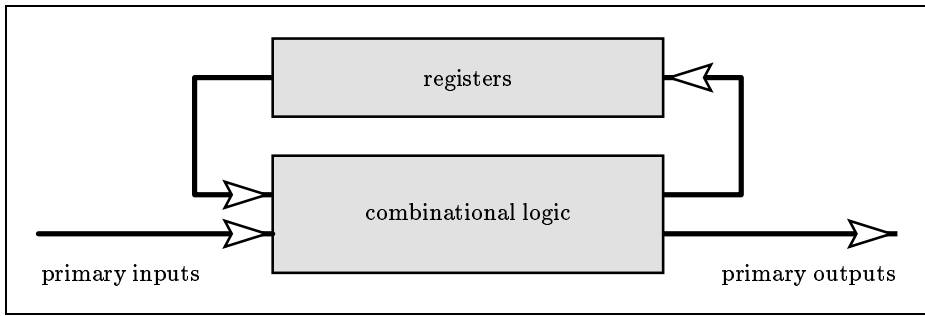 registers
combinational logic
primary inputs
primary outputs